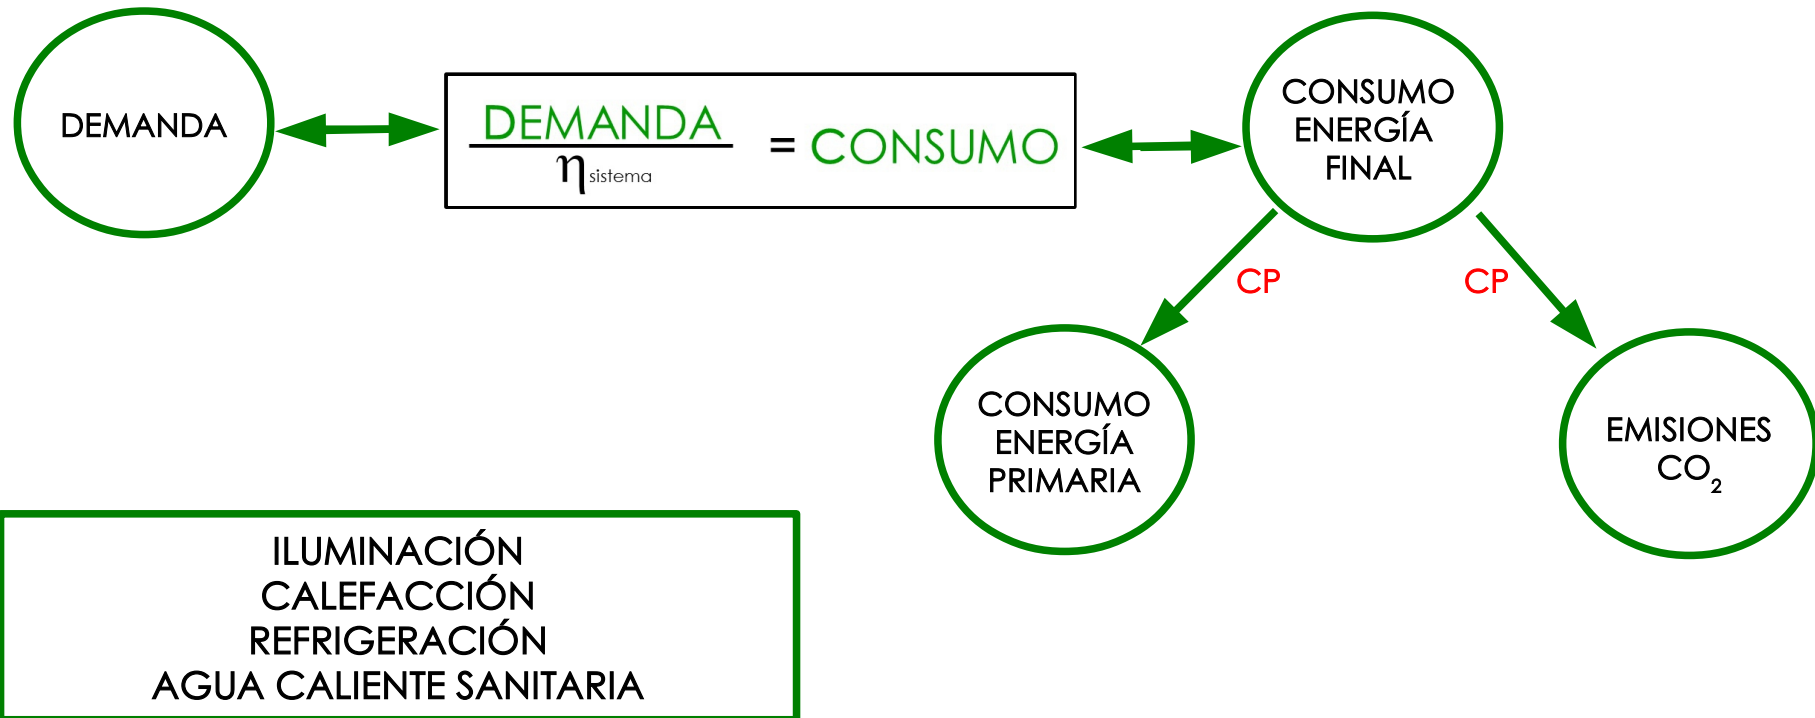 DEMANDA
DEMANDA
η sistema
= CONSUMO
CONSUMO
ENERGÍA
FINAL
CP
CP
CONSUMO
ENERGÍA
PRIMARIA
EMISIONES
CO₂
ILUMINACIÓN
CALEFACCIÓN
REFRIGERACIÓN
AGUA CALIENTE SANITARIA